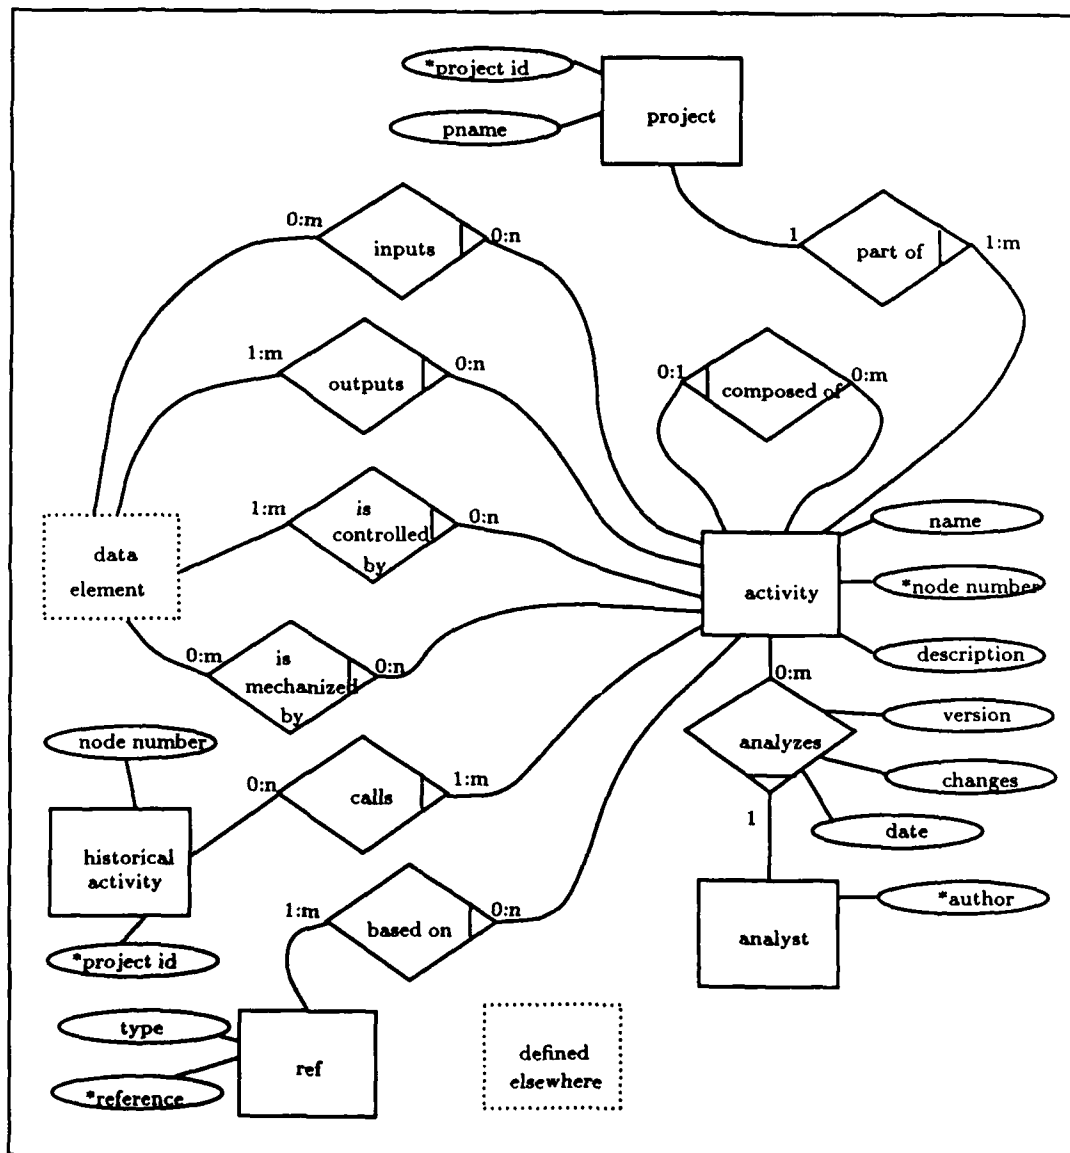 *project id
project
pname
0:m
inputs
0:n
1
part of
1:m
1:m
outputs
0:n
0:1
composed of
0:m
1:m
is
controlled
by
0:n
data
element
name
activity
*node number
description
0:m
is
mechanized
by
0:n
0:m
version
analyzes
changes
date
1
node number
0:n
calls
1:m
historical
activity
*project id
*author
analyst
1:m
based on
0:n
type
ref
*reference
defined
elsewhere